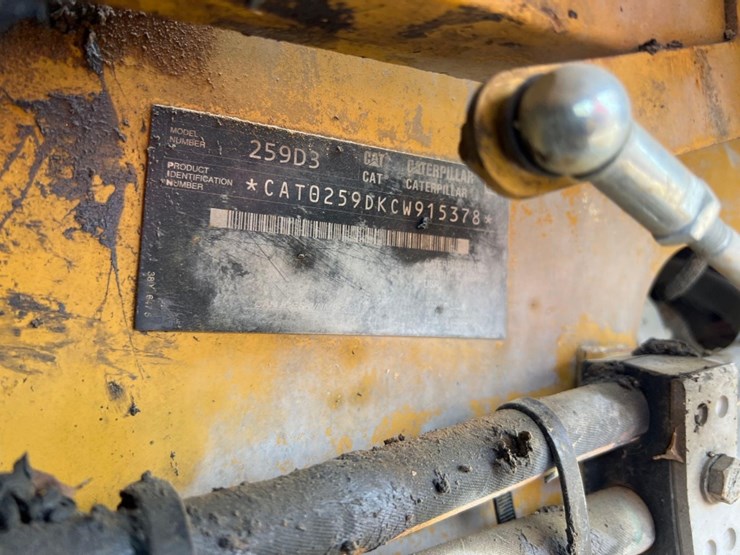 MODEL NUMBER 259D3 CAT CATERPILLAR
PRODUCT IDENTIFICATION NUMBER CAT CATERPILLAR
*CAT0259DKCW915378*